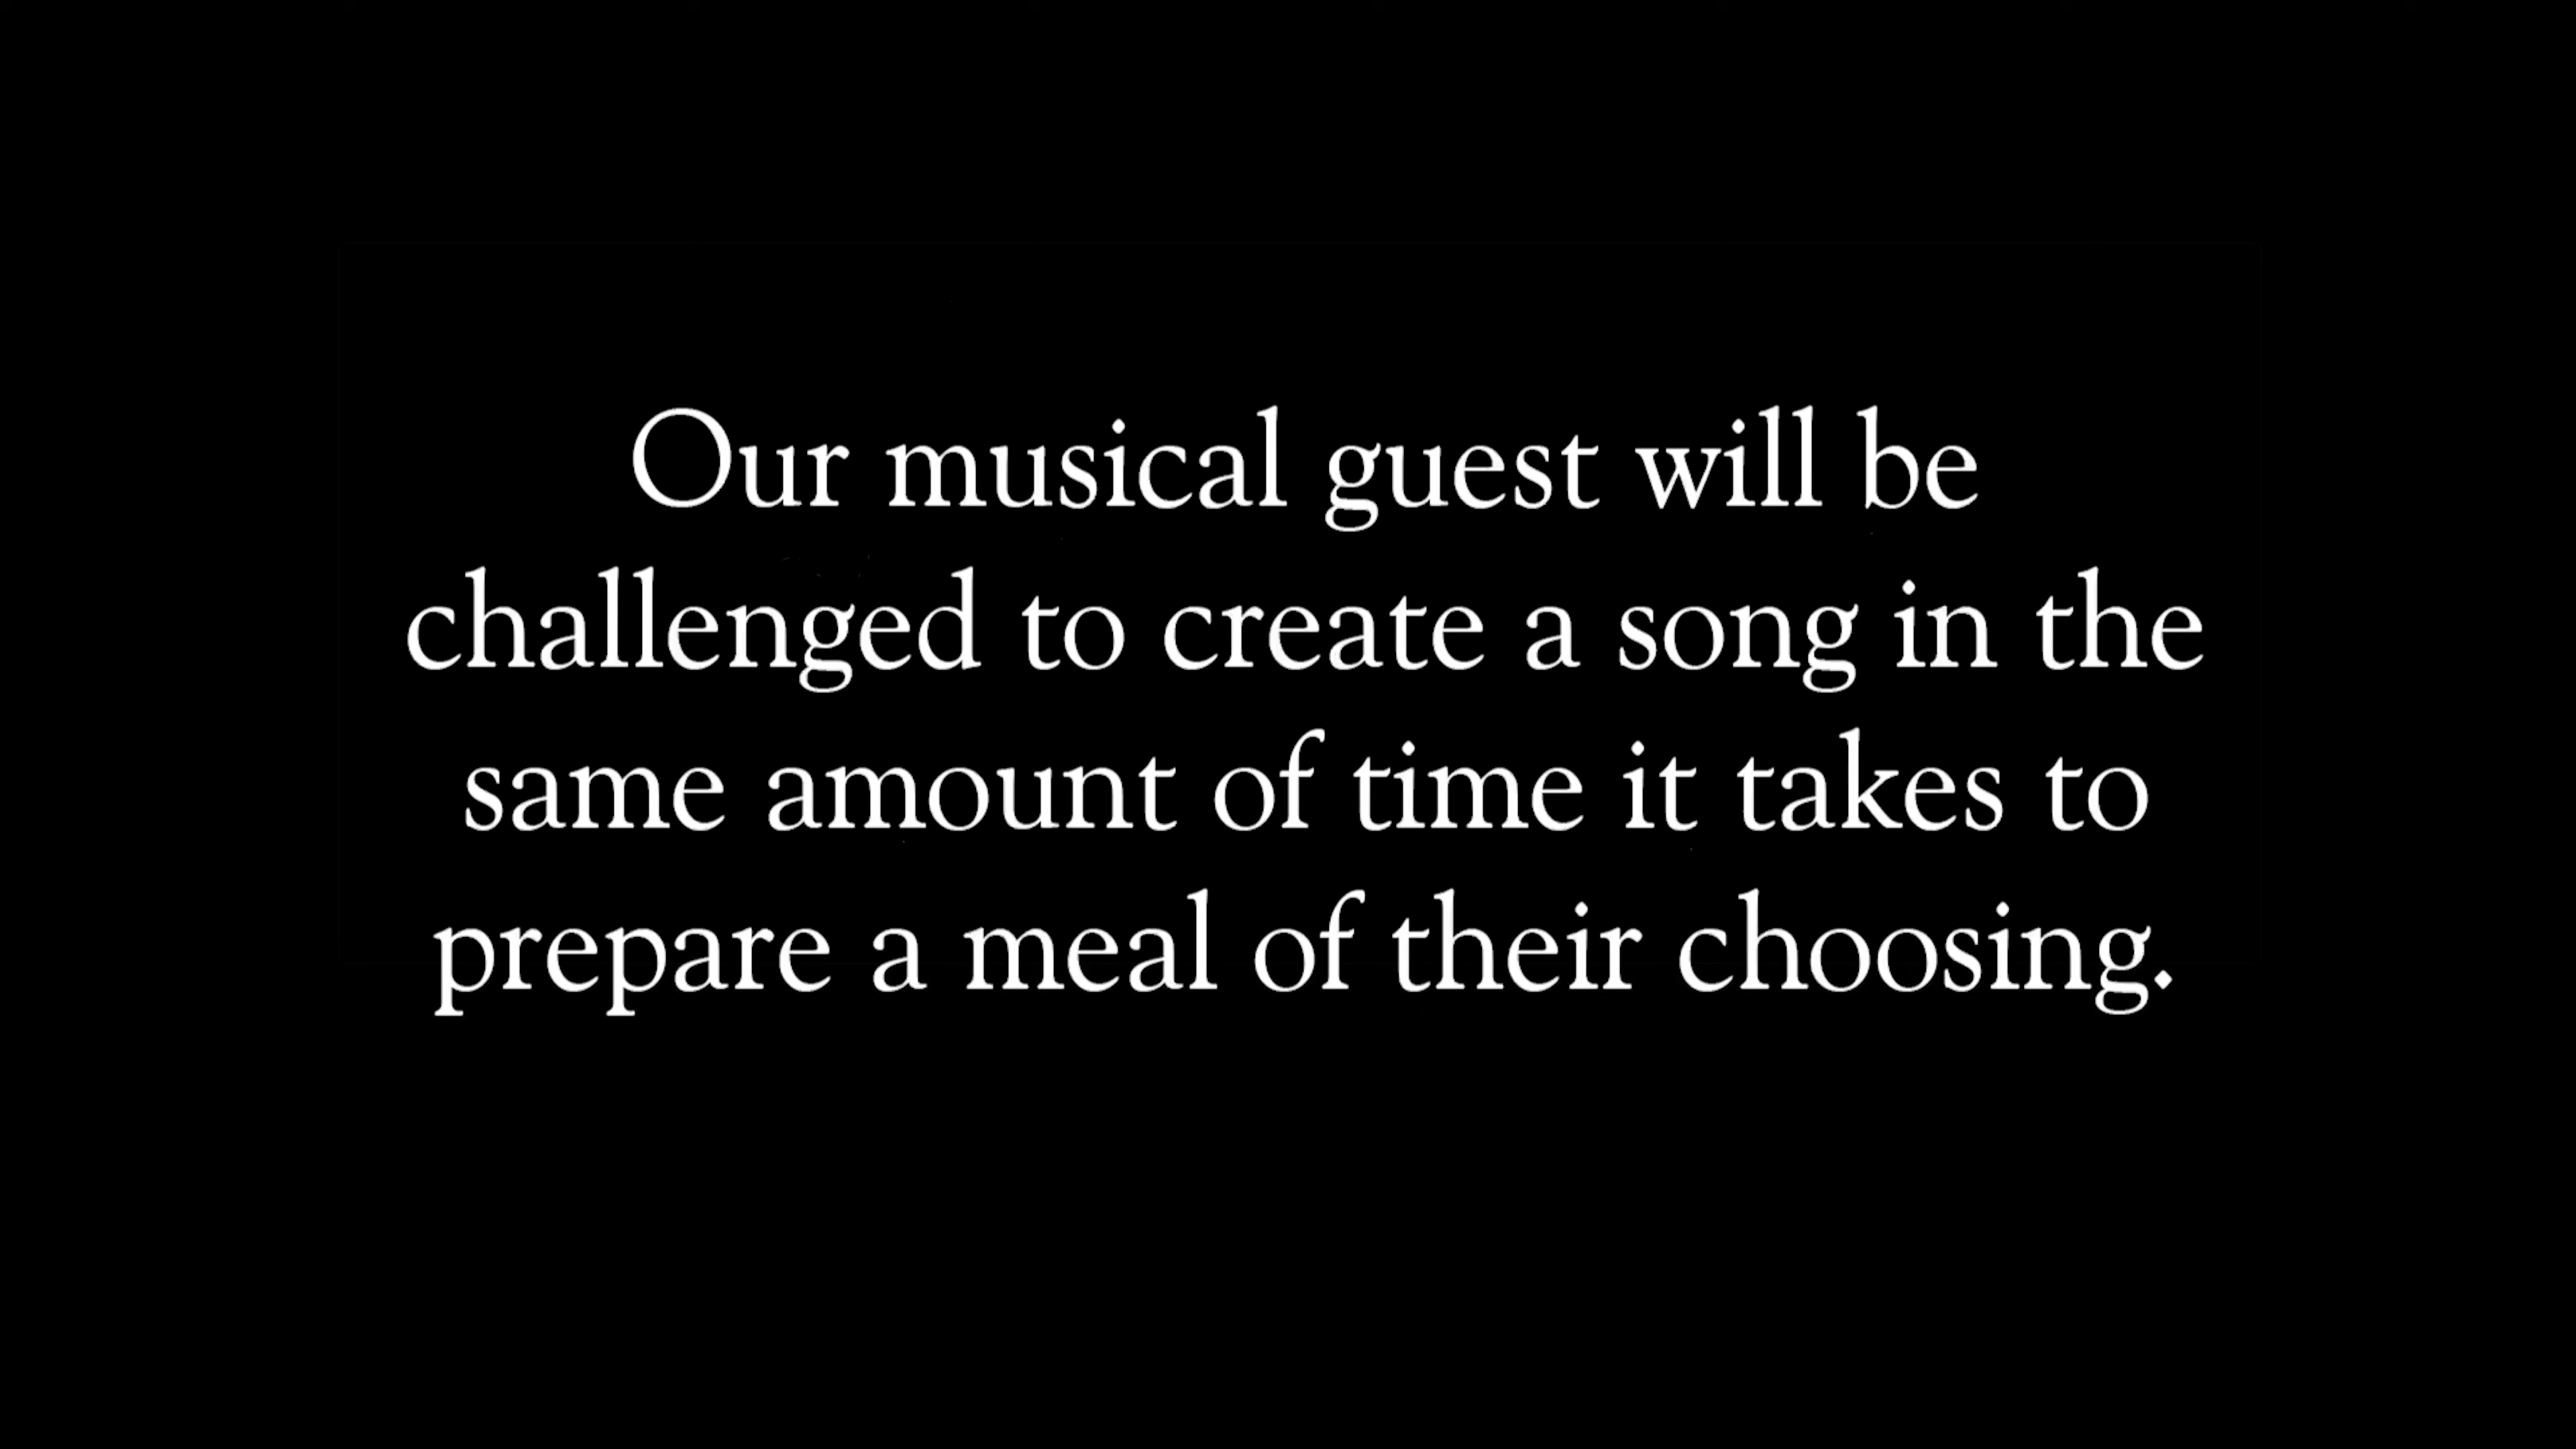 Our musical guest will be
challenged to create a song in the
same amount of time it takes to
prepare a meal of their choosing.